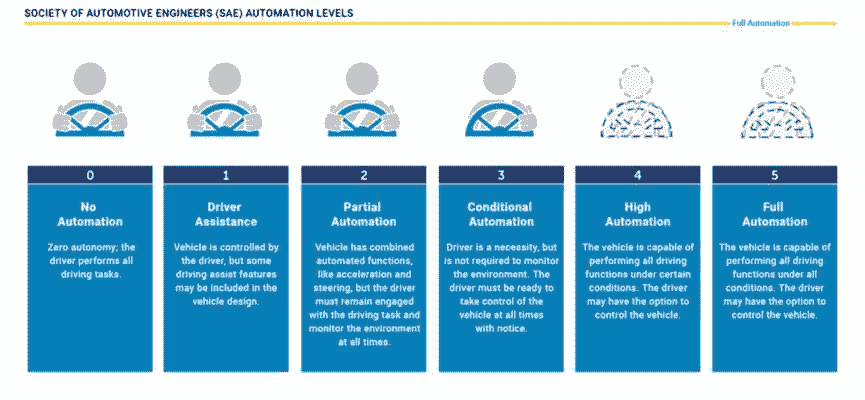 SOCIETY OF AUTOMOTIVE ENGINEERS (SAE) AUTOMATION LEVELS
Full Automation
0
No
Automation
Zero autonomy; the
driver performs all
driving tasks.
1
Driver
Assistance
Vehicle is controlled by
the driver, but some
driving assist features
may be included in the
vehicle design.
2
Partial
Automation
Vehicle has combined
automated functions,
like acceleration and
steering, but the driver
must remain engaged
with the driving task and
monitor the environment
at all times.
3
Conditional
Automation
Driver is a necessity, but
is not required to monitor
the environment. The
driver must be ready to
take control of the
vehicle at all times
with notice.
4
High
Automation
The vehicle is capable of
performing all driving
functions under certain
conditions. The driver
may have the option to
control the vehicle.
5
Full
Automation
The vehicle is capable of
performing all driving
functions under all
conditions. The driver
may have the option to
control the vehicle.